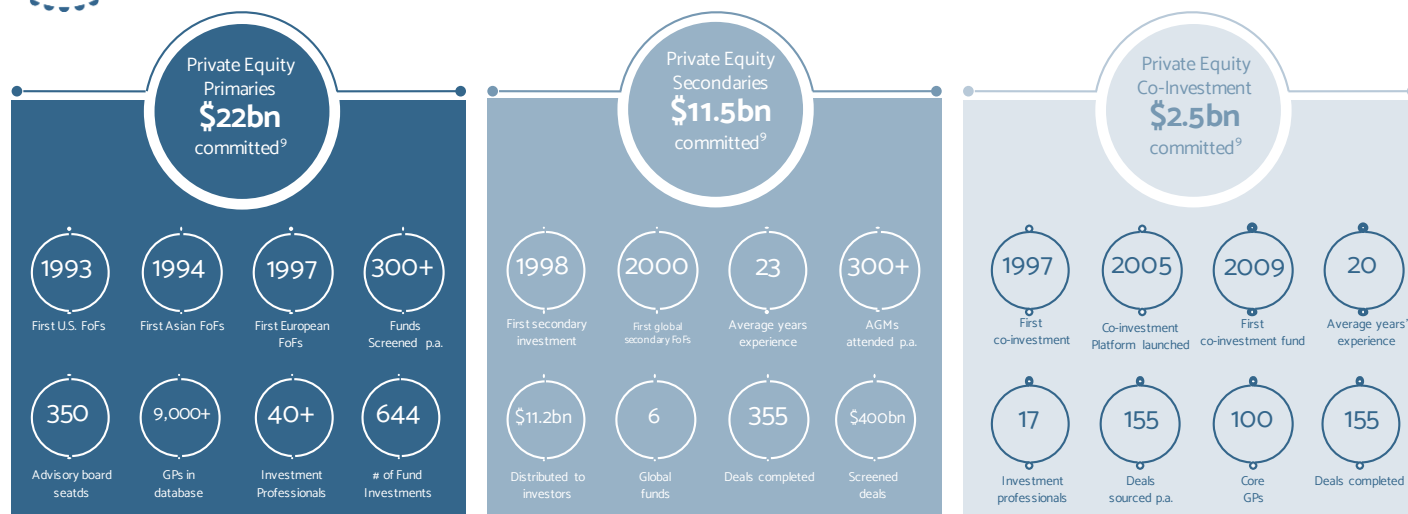 Private Equity
Primaries
$22bn
committed9
1993
First U.S. FoFs
1994
First Asian FoFs
1997
First European
FoFs
300+
Funds
Screened p.a.
350
Advisory board
seatds
9,000+
GPs in
database
40+
Investment
Professionals
644
# of Fund
Investments
Private Equity
Secondaries
$11.5bn
committed9
1998
First secondary
investment
2000
First global
secondary FoFs
23
Average years
experience
300+
AGMs
attended p.a.
$11.2bn
Distributed to
investors
6
Global
funds
355
Deals completed
$400bn
Screened
deals
Private Equity
Co-Investment
$2.5bn
committed9
1997
First
co-investment
2005
Co-investment
Platform launched
2009
First
co-investment fund
20
Average years'
experience
17
Investment
professionals
155
Deals
sourced p.a.
100
Core
GPs
155
Deals completed